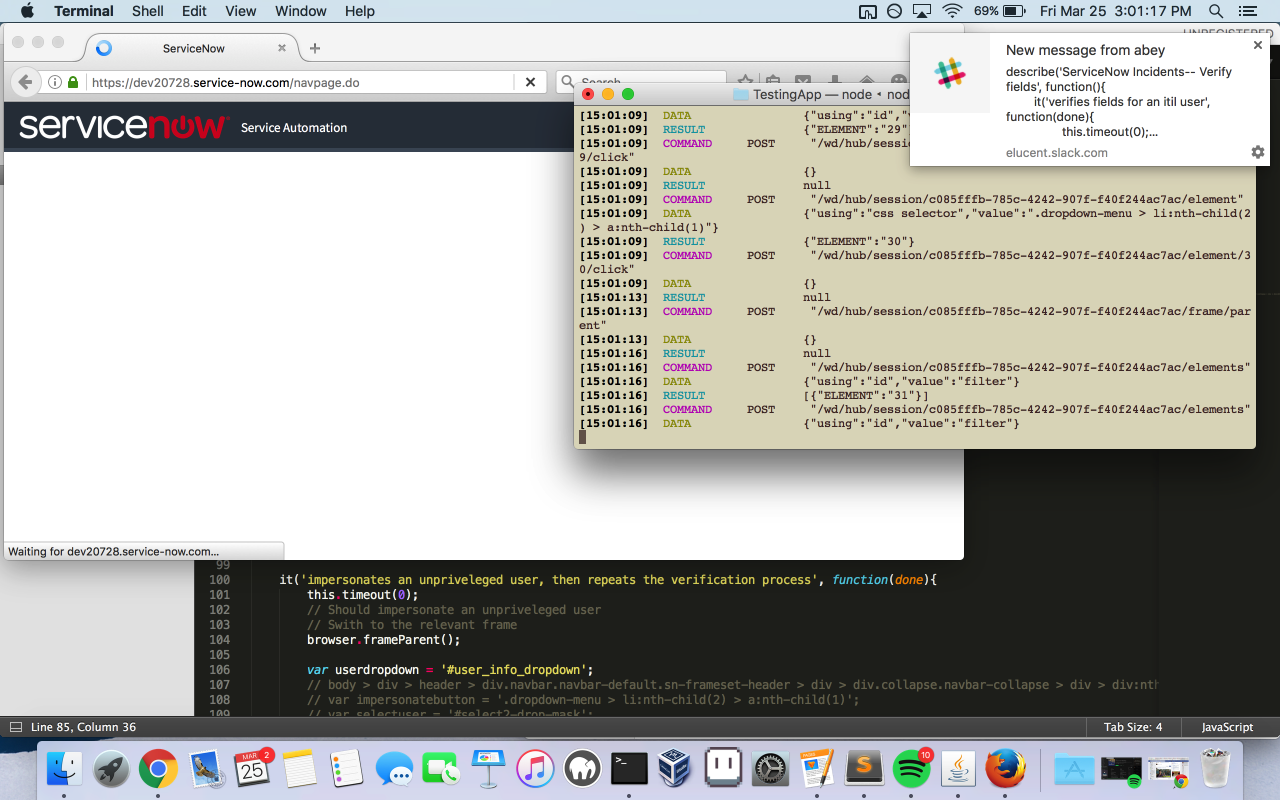 Terminal Shell Edit View Window Help 69% Fri Mar 25 3:01:17 PM
ServiceNow
https://dev20728.service-now.com/navpage.do Search
servicenow Service Automation
Waiting for dev20728.service-now.com...
TestingApp — node • nod
[15:01:09] DATA {"using":"id",
[15:01:09] RESULT {"ELEMENT":"29"
[15:01:09] COMMAND POST "/wd/hub/sessi
9/click"
[15:01:09] DATA {}
[15:01:09] RESULT null
[15:01:09] COMMAND POST "/wd/hub/session/c085fffb-785c-4242-907f-f40f244ac7ac/element"
[15:01:09] DATA {"using":"css selector","value":".dropdown-menu > li:nth-child(2
) > a:nth-child(1)"}
[15:01:09] RESULT {"ELEMENT":"30"}
[15:01:09] COMMAND POST "/wd/hub/session/c085fffb-785c-4242-907f-f40f244ac7ac/element/3
0/click"
[15:01:09] DATA {}
[15:01:13] RESULT null
[15:01:13] COMMAND POST "/wd/hub/session/c085fffb-785c-4242-907f-f40f244ac7ac/frame/par
ent"
[15:01:13] DATA {}
[15:01:16] RESULT null
[15:01:16] COMMAND POST "/wd/hub/session/c085fffb-785c-4242-907f-f40f244ac7ac/elements"
[15:01:16] DATA {"using":"id","value":"filter"}
[15:01:16] RESULT [{"ELEMENT":"31"}]
[15:01:16] COMMAND POST "/wd/hub/session/c085fffb-785c-4242-907f-f40f244ac7ac/elements"
[15:01:16] DATA {"using":"id","value":"filter"}
New message from abey
describe('ServiceNow Incidents-- Verify
fields', function(){
it('verifies fields for an itil user',
function(done){
this.timeout(0);...
elucent.slack.com
99
100 it('impersonates an unpriveleged user, then repeats the verification process', function(done){
101 this.timeout(0);
102 // Should impersonate an unpriveleged user
103 // Swith to the relevant frame
104 browser.frameParent();
105
106 var userdropdown = '#user_info_dropdown';
107 // body > div > header > div.navbar.navbar-default.sn-frameset-header > div > div.collapse.navbar-collapse > div > div:nth
108 // var impersonatebutton = '.dropdown-menu > li:nth-child(2) > a:nth-child(1)';
109 // var selectuser = '#select2-drop-mask';
Line 85, Column 36 Tab Size: 4 JavaScript
MAR 2
25
10